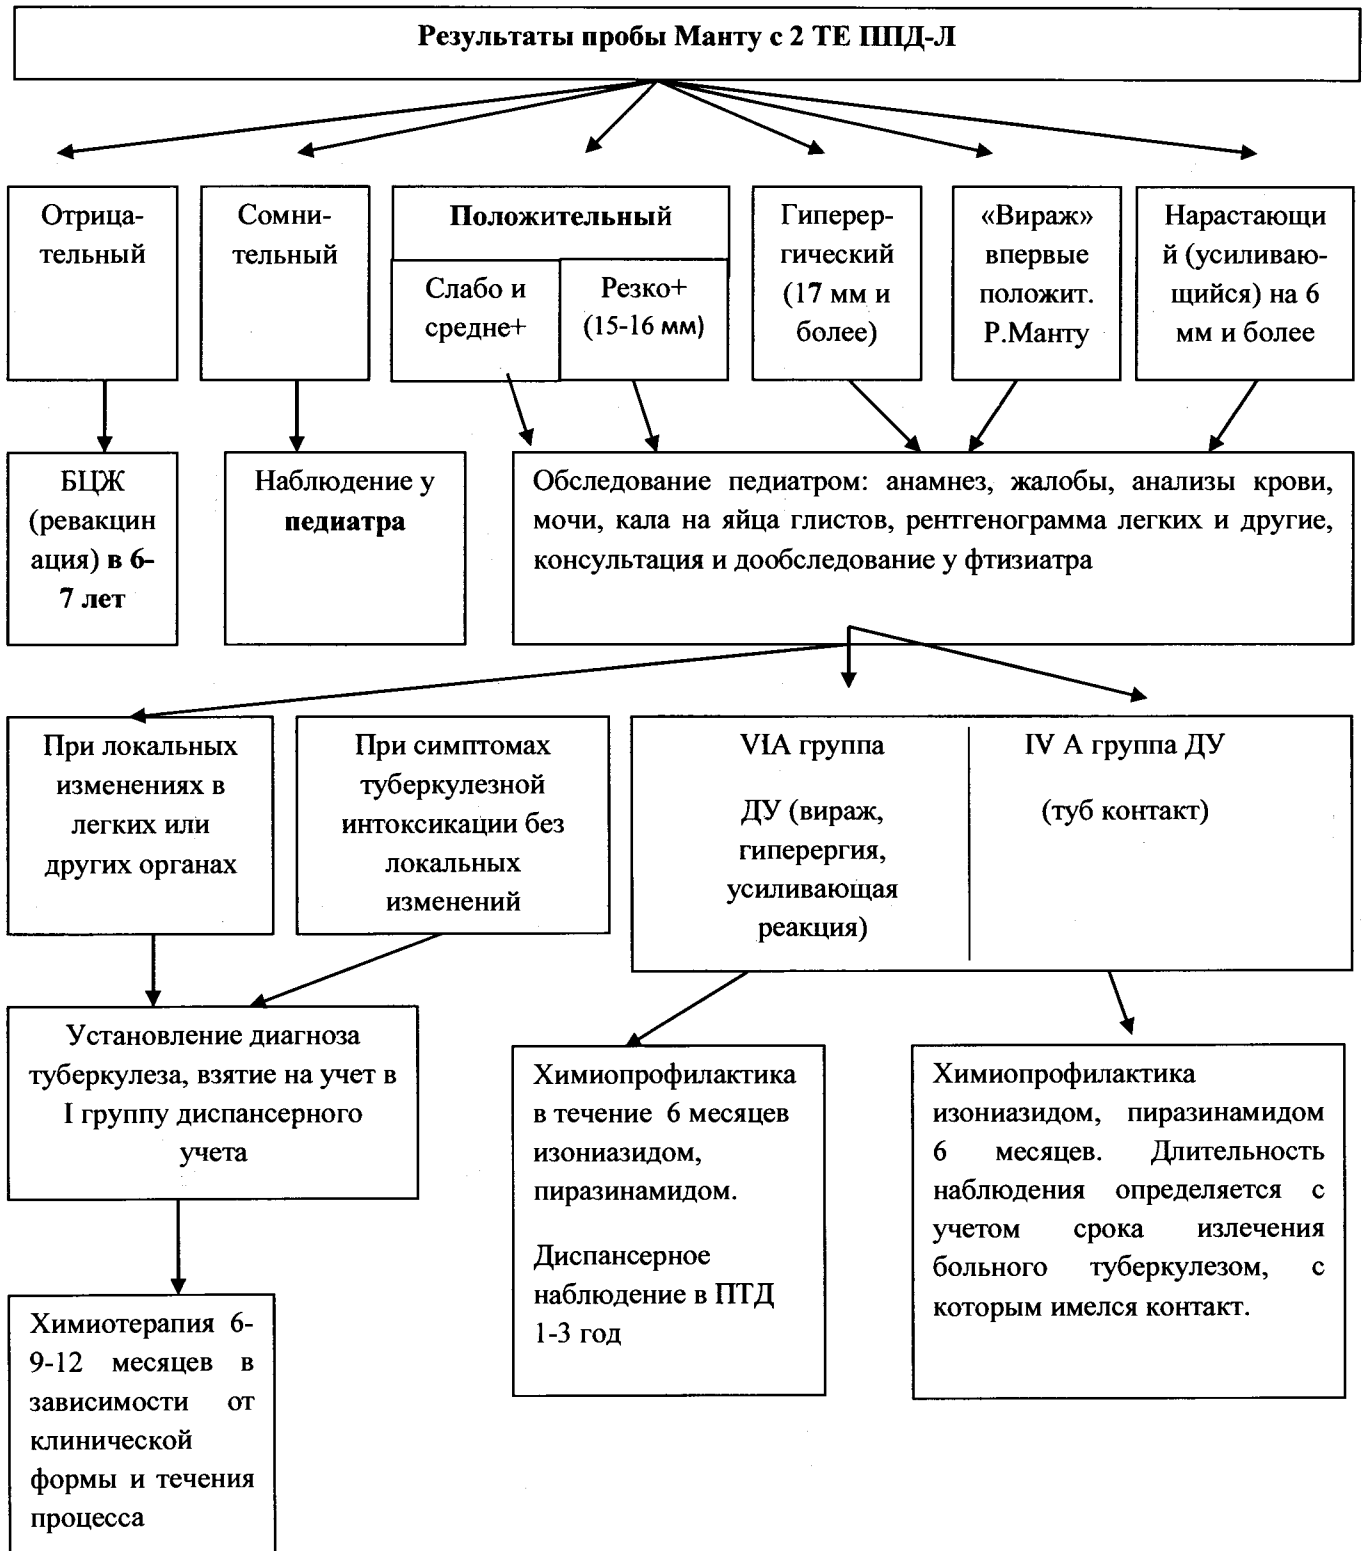 Результаты пробы Манту с 2 ТЕ ППД-Л
Отрица-
тельный
Сомни-
тельный
Положительный
Слабо и
средне+
Резко+
(15-16 мм)
Гиперер-
гический
(17 мм и
более)
«Вираж»
впервые
положит.
Р.Манту
Нарастающи
й (усиливаю-
щийся) на 6
мм и более
БЦЖ
(ревакцин
ация) в 6-
7 лет
Наблюдение у
педиатра
Обследование педиатром: анамнез, жалобы, анализы крови,
мочи, кала на яйца глистов, рентгенограмма легких и другие,
консультация и дообследование у фтизиатра
При локальных
изменениях в
легких или
других органах
При симптомах
туберкулезной
интоксикации без
локальных
изменений
VIА группа
ДУ (вираж,
гиперергия,
усиливающая
реакция)
IV А группа ДУ
(туб контакт)
Установление диагноза
туберкулеза, взятие на учет в
I группу диспансерного
учета
Химиопрофилактика
в течение 6 месяцев
изониазидом,
пиразинамидом.
Диспансерное
наблюдение в ПТД
1-3 год
Химиопрофилактика
изониазидом, пиразинамидом
6 месяцев. Длительность
наблюдения определяется с
учетом срока излечения
больного туберкулезом, с
которым имелся контакт.
Химиотерапия 6-
9-12 месяцев в
зависимости от
клинической
формы и течения
процесса